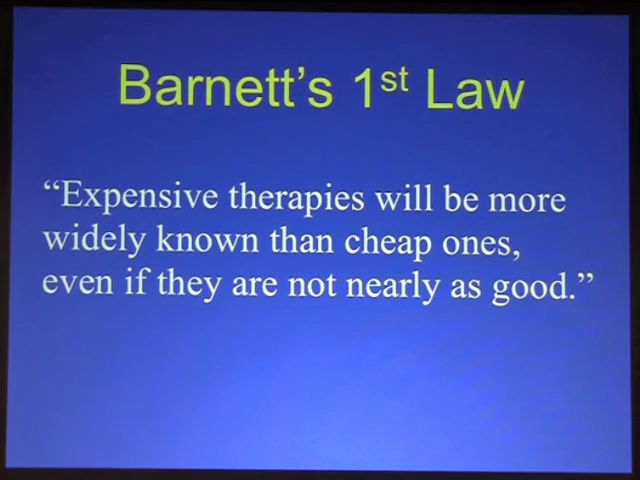 Barnett's 1st Law
“Expensive therapies will be more
widely known than cheap ones,
even if they are not nearly as good.”